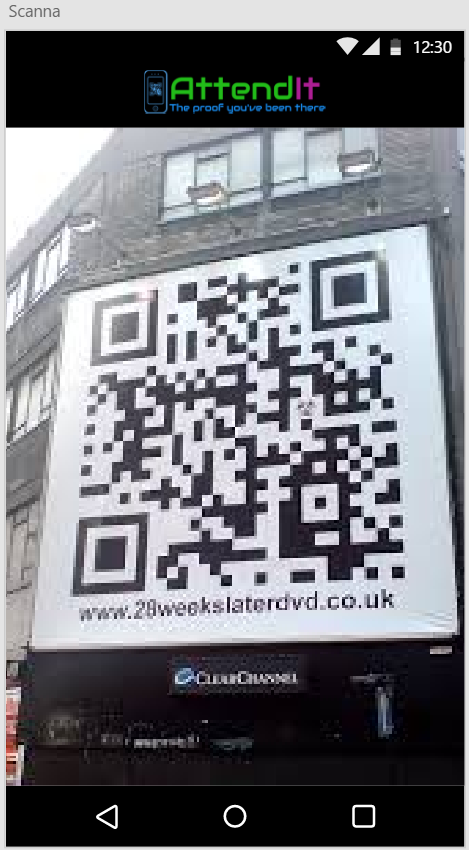 Scanna
12:30
AttendIt
The proof you've been there
www.28weekslaterdvd.co.uk
CLEARCHANNEL